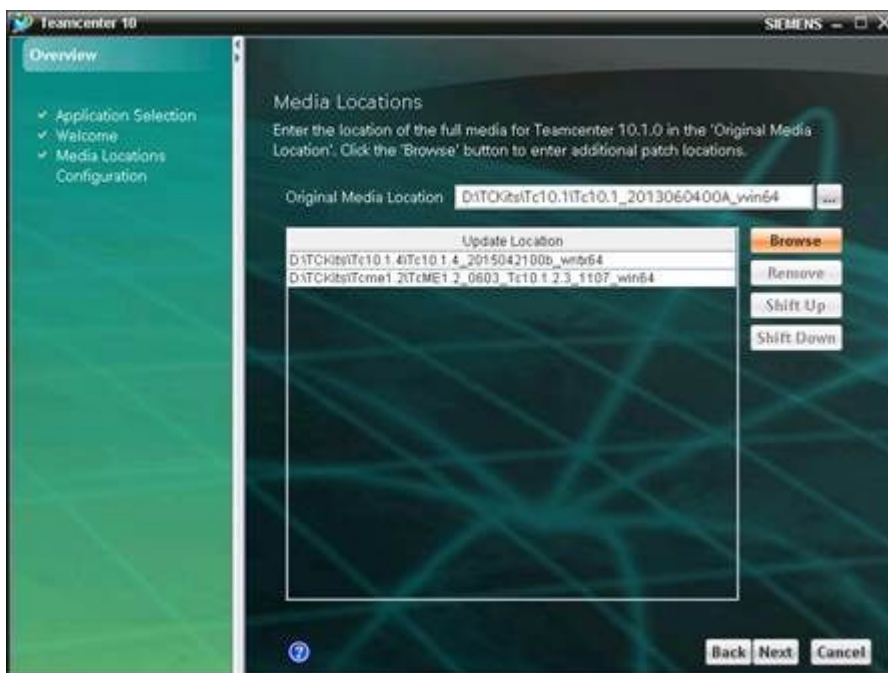 Teamcenter 10
SIEMENS
Overview
Application Selection
Welcome
Media Locations
Configuration
Media Locations
Enter the location of the full media for Teamcenter 10.1.0 in the 'Original Media
Location'. Click the 'Browse' button to enter additional patch locations.
Original Media Location D:\TCKits\Tc10.1\Tc10.1_2013060400A_win64 ...
Update Location
D:\TCKits\Tc10.1.4\Tc10.1.4_2015042100b_wntx64
D:\TCKits\Tcme1.2\TcME1.2_0603_Tc10.1.2.3_1107_win64
Browse
Remove
Shift Up
Shift Down
Back Next Cancel